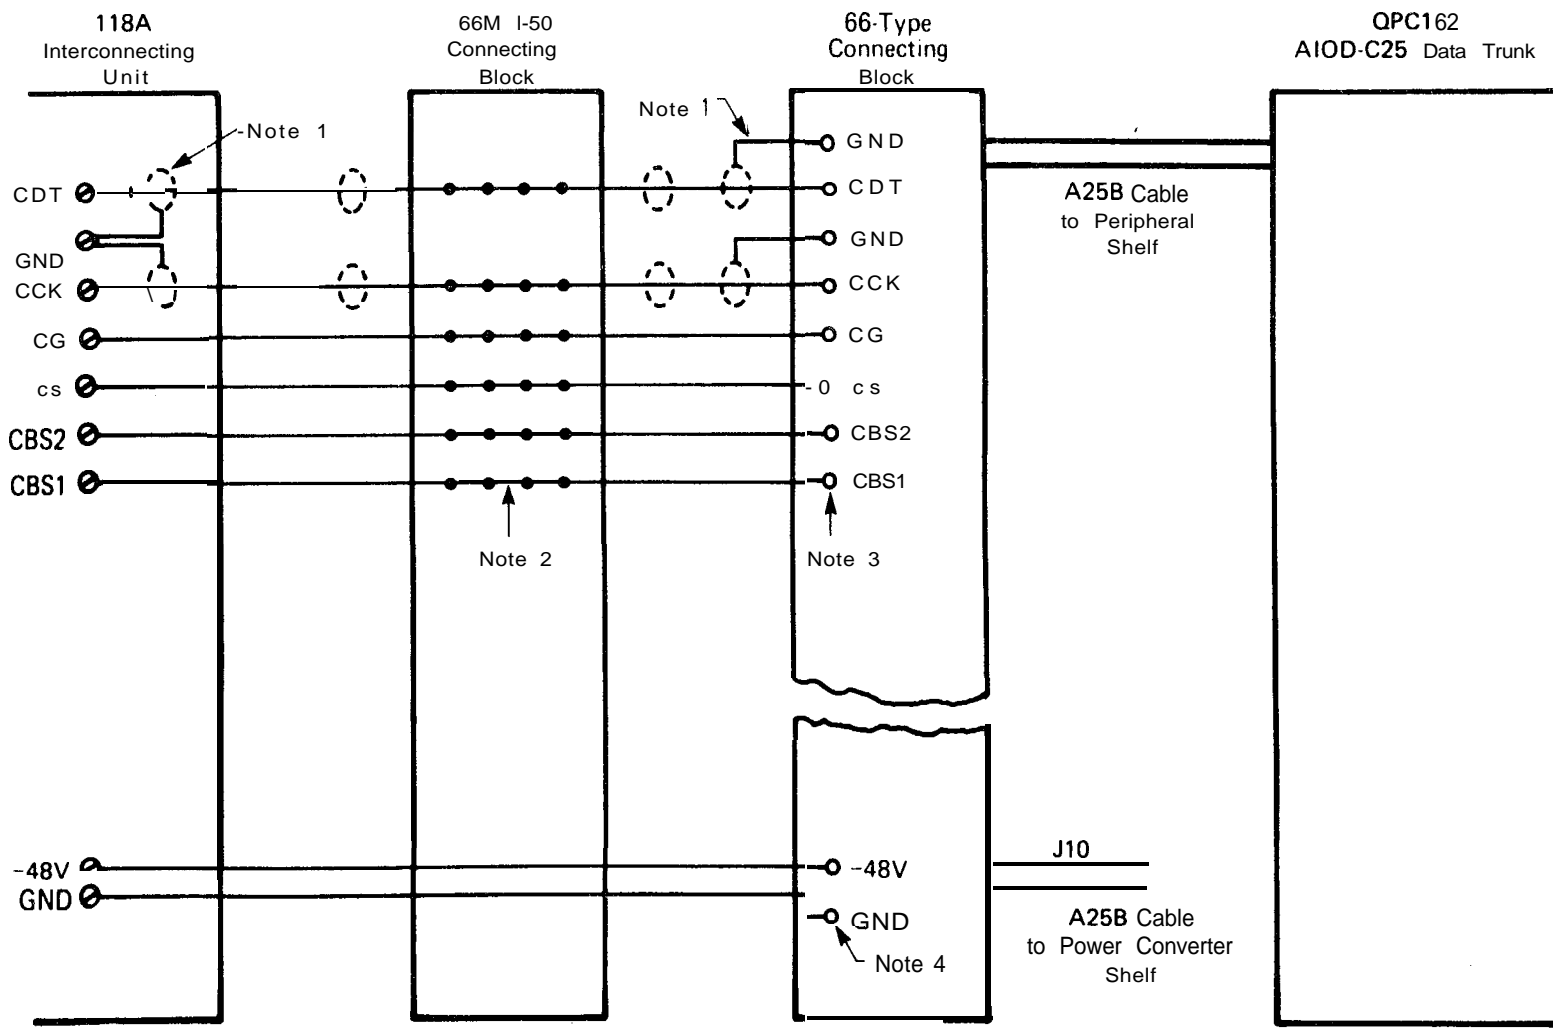 118A
Interconnecting
Unit
66M I-50
Connecting
Block
66-Type
Connecting
Block
QPC162
AIOD-C25 Data Trunk
-Note 1
Note 1
GND
CDT
CDT
GND
GND
CCK
CCK
CG
CG
cs
-0 cs
CBS2
CBS2
CBS1
CBS1
Note 2
Note 3
A25B Cable
to Peripheral
Shelf
-48V
-48V
GND
GND
Note 4
J10
A25B Cable
to Power Converter
Shelf